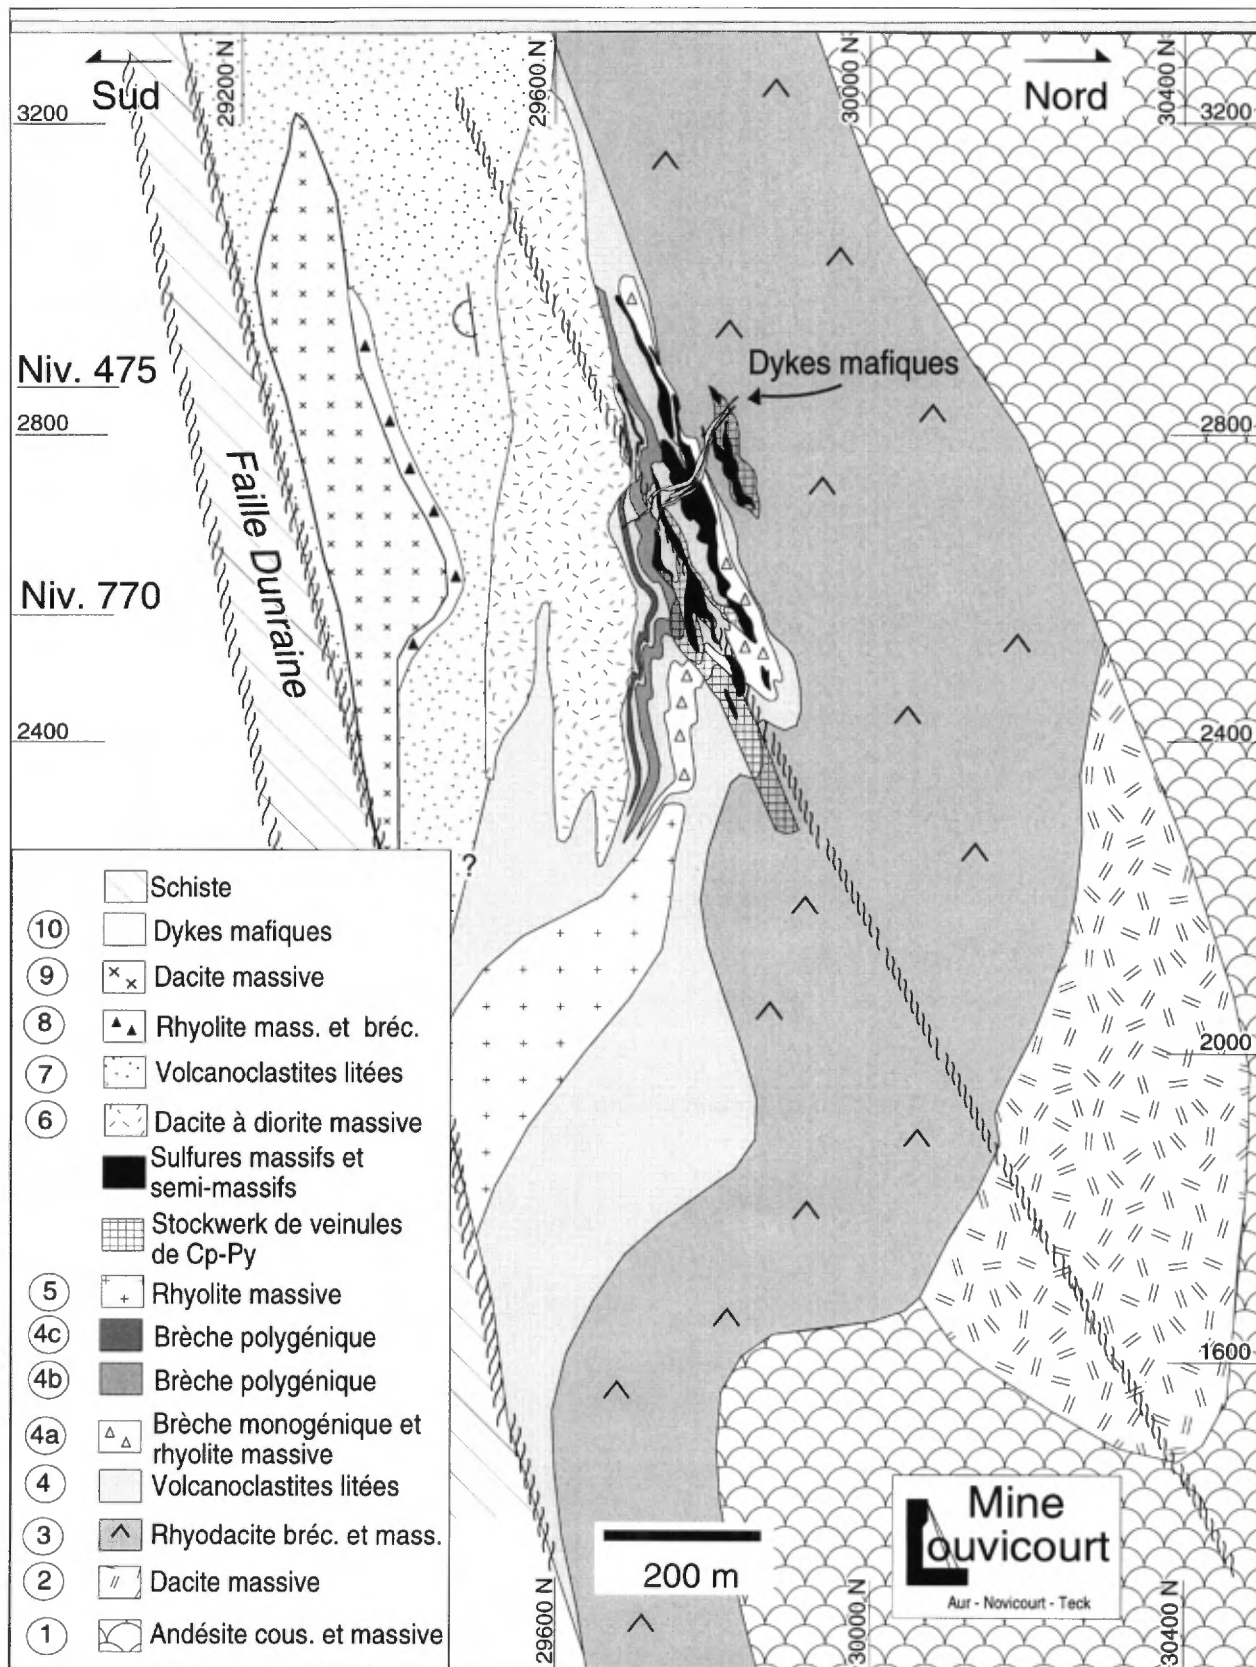 Sud
29200 N
29600 N
30000 N
Nord
30400 N
3200
3200
Niv. 475
Dykes mafiques
2800
2800
Faille Dunraine
Niv. 770
2400
2400
?
Schiste
10 Dykes mafiques
9 Dacite massive
8 Rhyolite mass. et bréc.
7 Volcanoclastites litées
6 Dacite à diorite massive
Sulfures massifs et
semi-massifs
Stockwerk de veinules
de Cp-Py
5 Rhyolite massive
4c Brèche polygénique
4b Brèche polygénique
4a Brèche monogénique et
rhyolite massive
4 Volcanoclastites litées
3 Rhyodacite bréc. et mass.
2 Dacite massive
1 Andésite cous. et massive
2000
1600
200 m
Mine
Louvicourt
Aur - Novicourt - Teck
29600 N
30000 N
30400 N